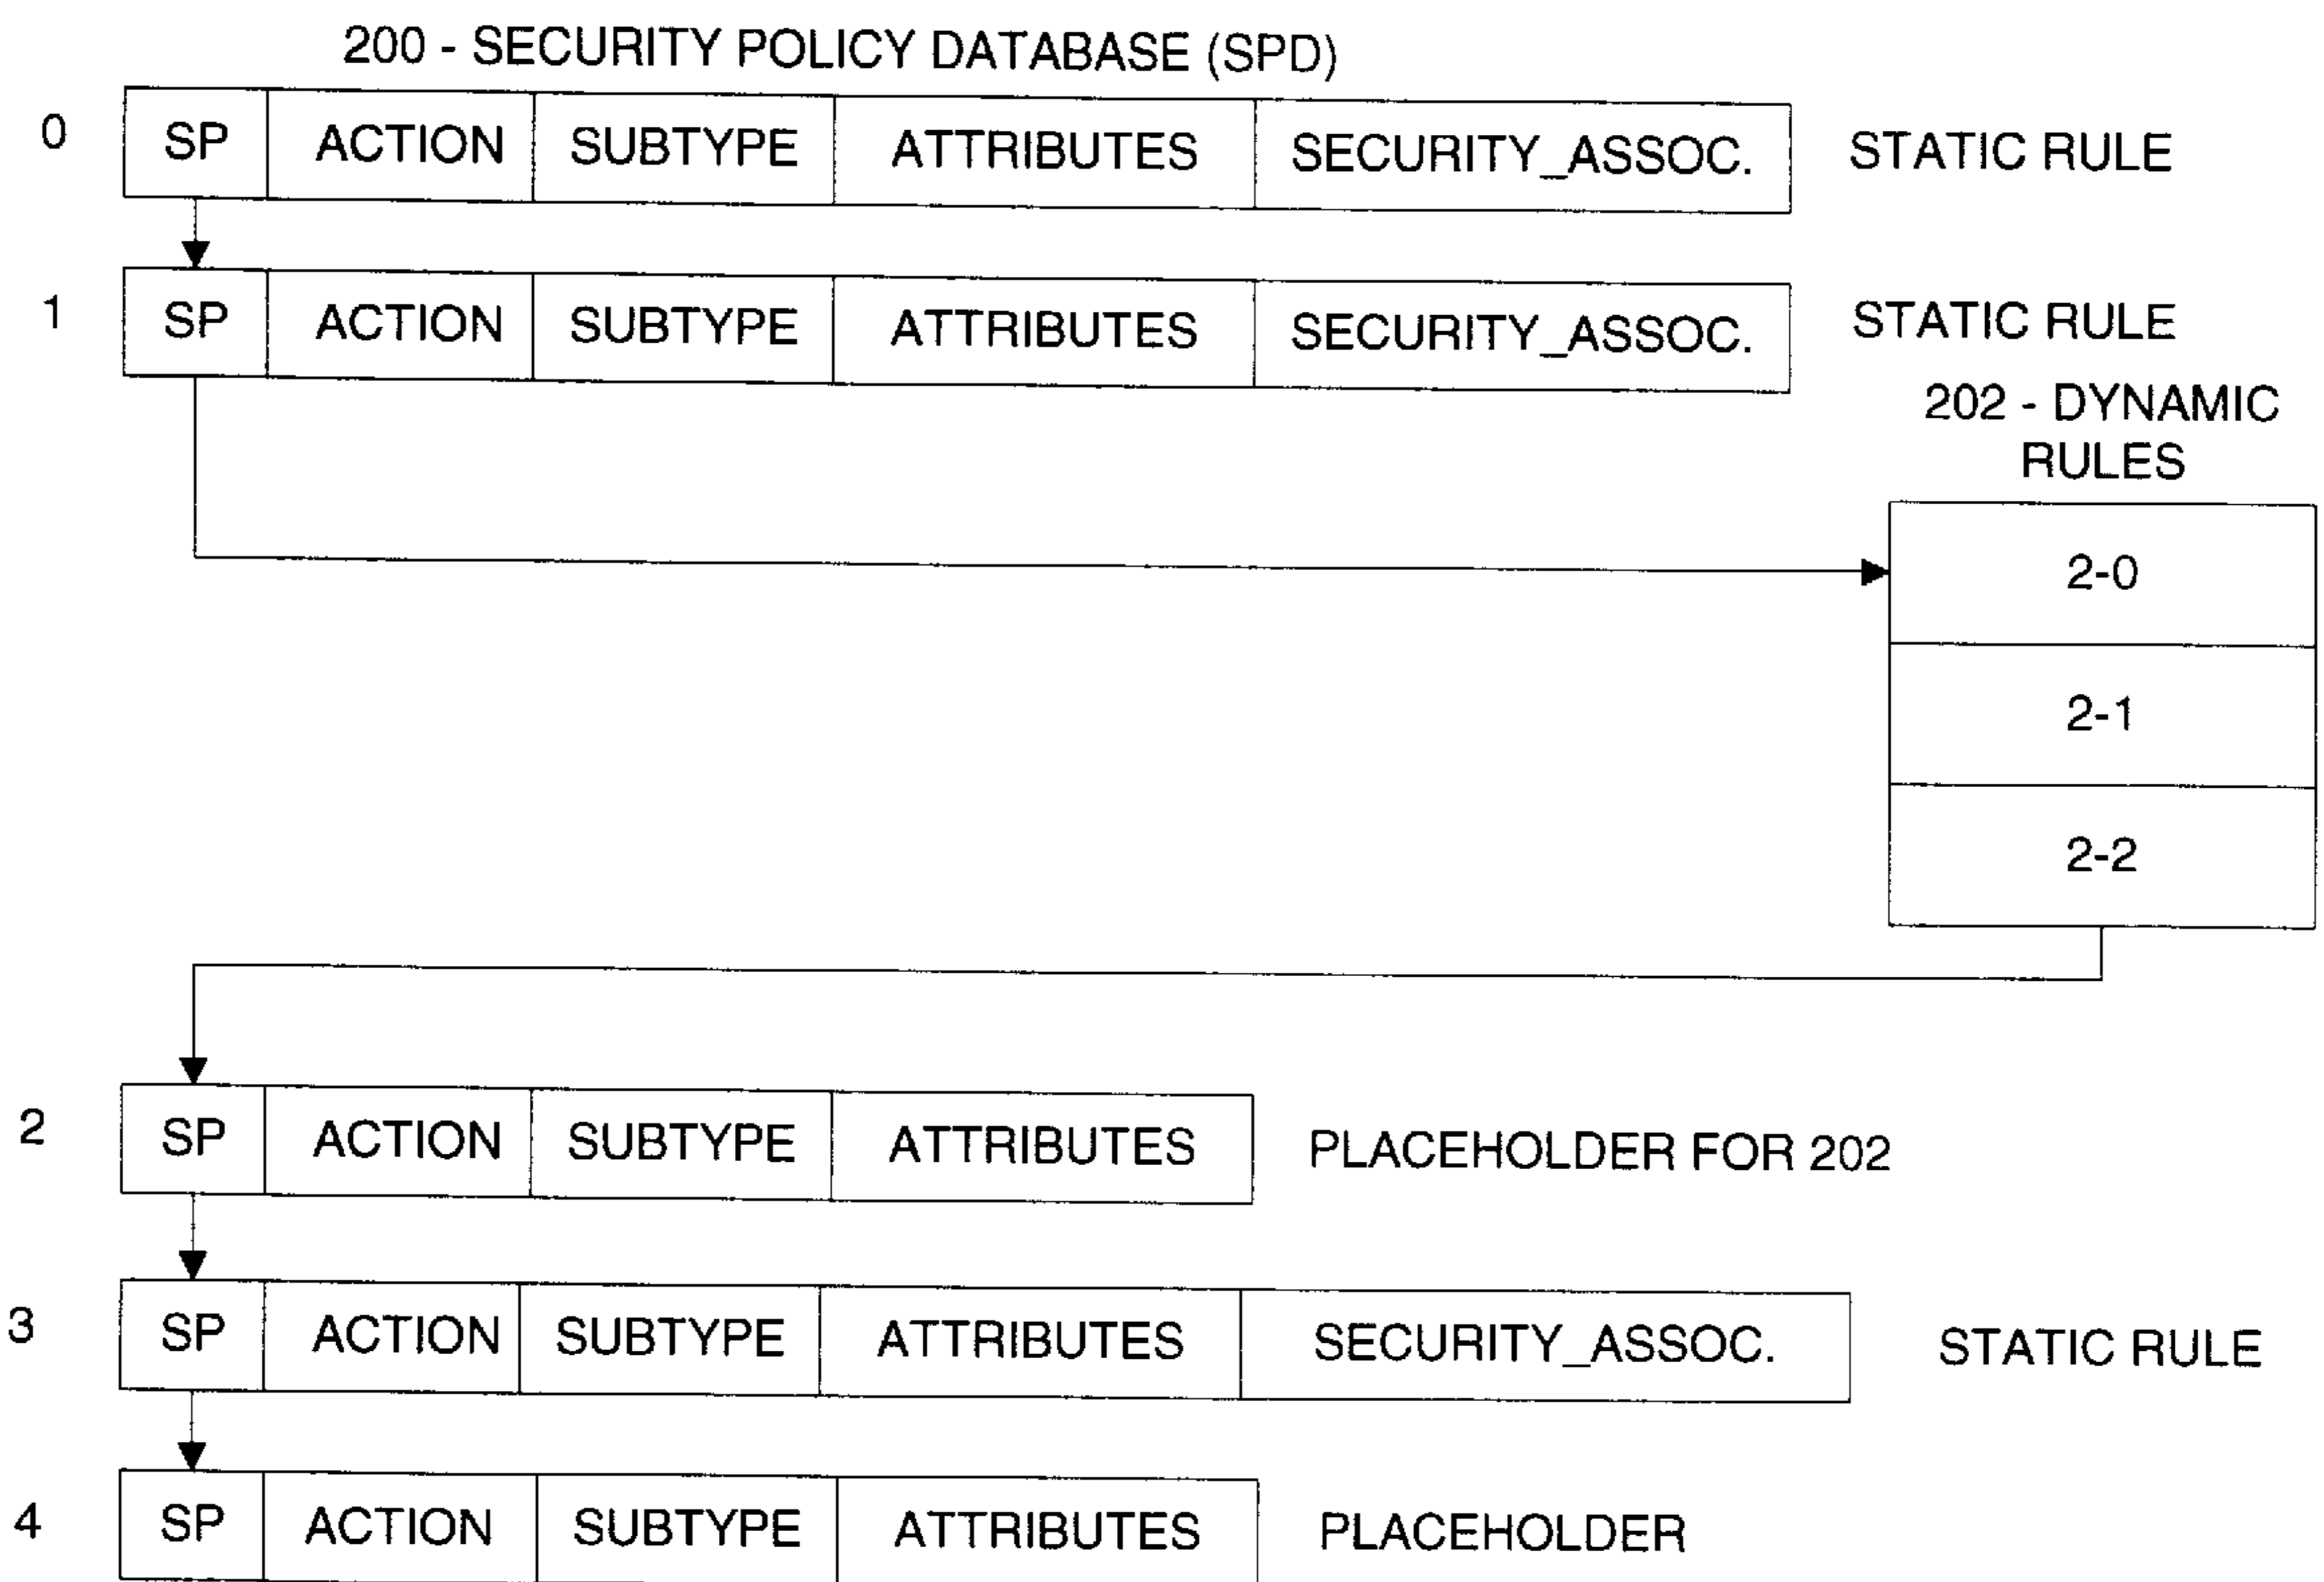 200 - SECURITY POLICY DATABASE (SPD)
0 SP ACTION SUBTYPE ATTRIBUTES SECURITY_ASSOC. STATIC RULE
1 SP ACTION SUBTYPE ATTRIBUTES SECURITY_ASSOC. STATIC RULE
202 - DYNAMIC
RULES
2-0
2-1
2-2
2 SP ACTION SUBTYPE ATTRIBUTES PLACEHOLDER FOR 202
3 SP ACTION SUBTYPE ATTRIBUTES SECURITY_ASSOC. STATIC RULE
4 SP ACTION SUBTYPE ATTRIBUTES PLACEHOLDER